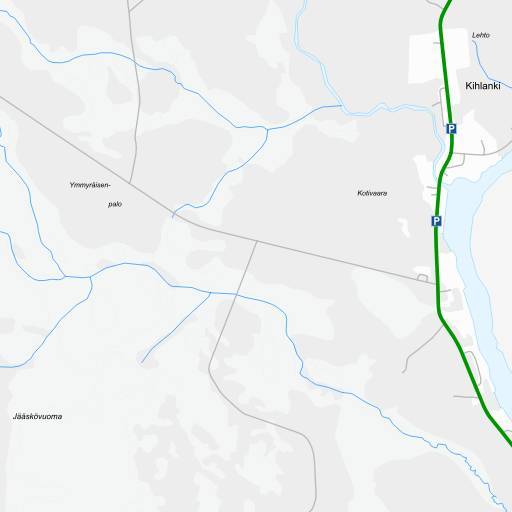 Lehto
Kihlanki
P
Ymmyräisen-
palo
Kotivaara
P
Jääskövuoma